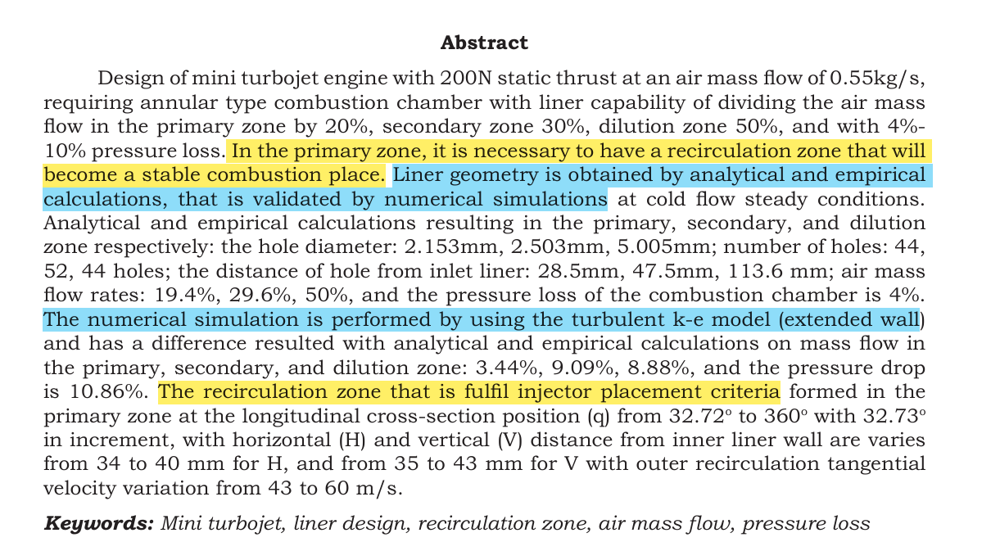 Abstract
Design of mini turbojet engine with 200N static thrust at an air mass flow of 0.55kg/s,
requiring annular type combustion chamber with liner capability of dividing the air mass
flow in the primary zone by 20%, secondary zone 30%, dilution zone 50%, and with 4%-
10% pressure loss. In the primary zone, it is necessary to have a recirculation zone that will
become a stable combustion place. Liner geometry is obtained by analytical and empirical
calculations, that is validated by numerical simulations at cold flow steady conditions.
Analytical and empirical calculations resulting in the primary, secondary, and dilution
zone respectively: the hole diameter: 2.153mm, 2.503mm, 5.005mm; number of holes: 44,
52, 44 holes; the distance of hole from inlet liner: 28.5mm, 47.5mm, 113.6 mm; air mass
flow rates: 19.4%, 29.6%, 50%, and the pressure loss of the combustion chamber is 4%.
The numerical simulation is performed by using the turbulent k-e model (extended wall)
and has a difference resulted with analytical and empirical calculations on mass flow in
the primary, secondary, and dilution zone: 3.44%, 9.09%, 8.88%, and the pressure drop
is 10.86%. The recirculation zone that is fulfil injector placement criteria formed in the
primary zone at the longitudinal cross-section position (q) from 32.72º to 360º with 32.73º
in increment, with horizontal (H) and vertical (V) distance from inner liner wall are varies
from 34 to 40 mm for H, and from 35 to 43 mm for V with outer recirculation tangential
velocity variation from 43 to 60 m/s.
Keywords: Mini turbojet, liner design, recirculation zone, air mass flow, pressure loss